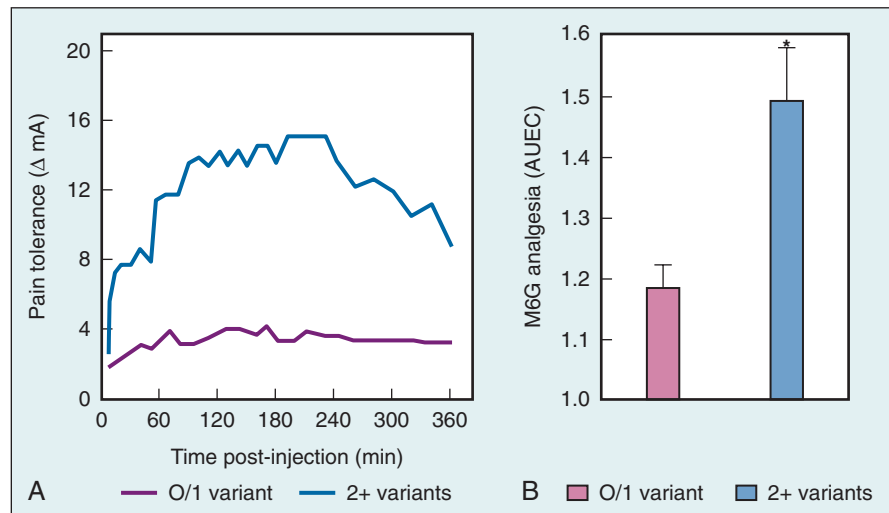 20
16
12
8
4
0
0 60 120 180 240 300 360
Pain tolerance (Δ mA)
Time post-injection (min)
A
O/1 variant
2+ variants
1.6
1.5
1.4
1.3
1.2
1.1
1.0
M6G analgesia (AUEC)
*
B
O/1 variant
2+ variants